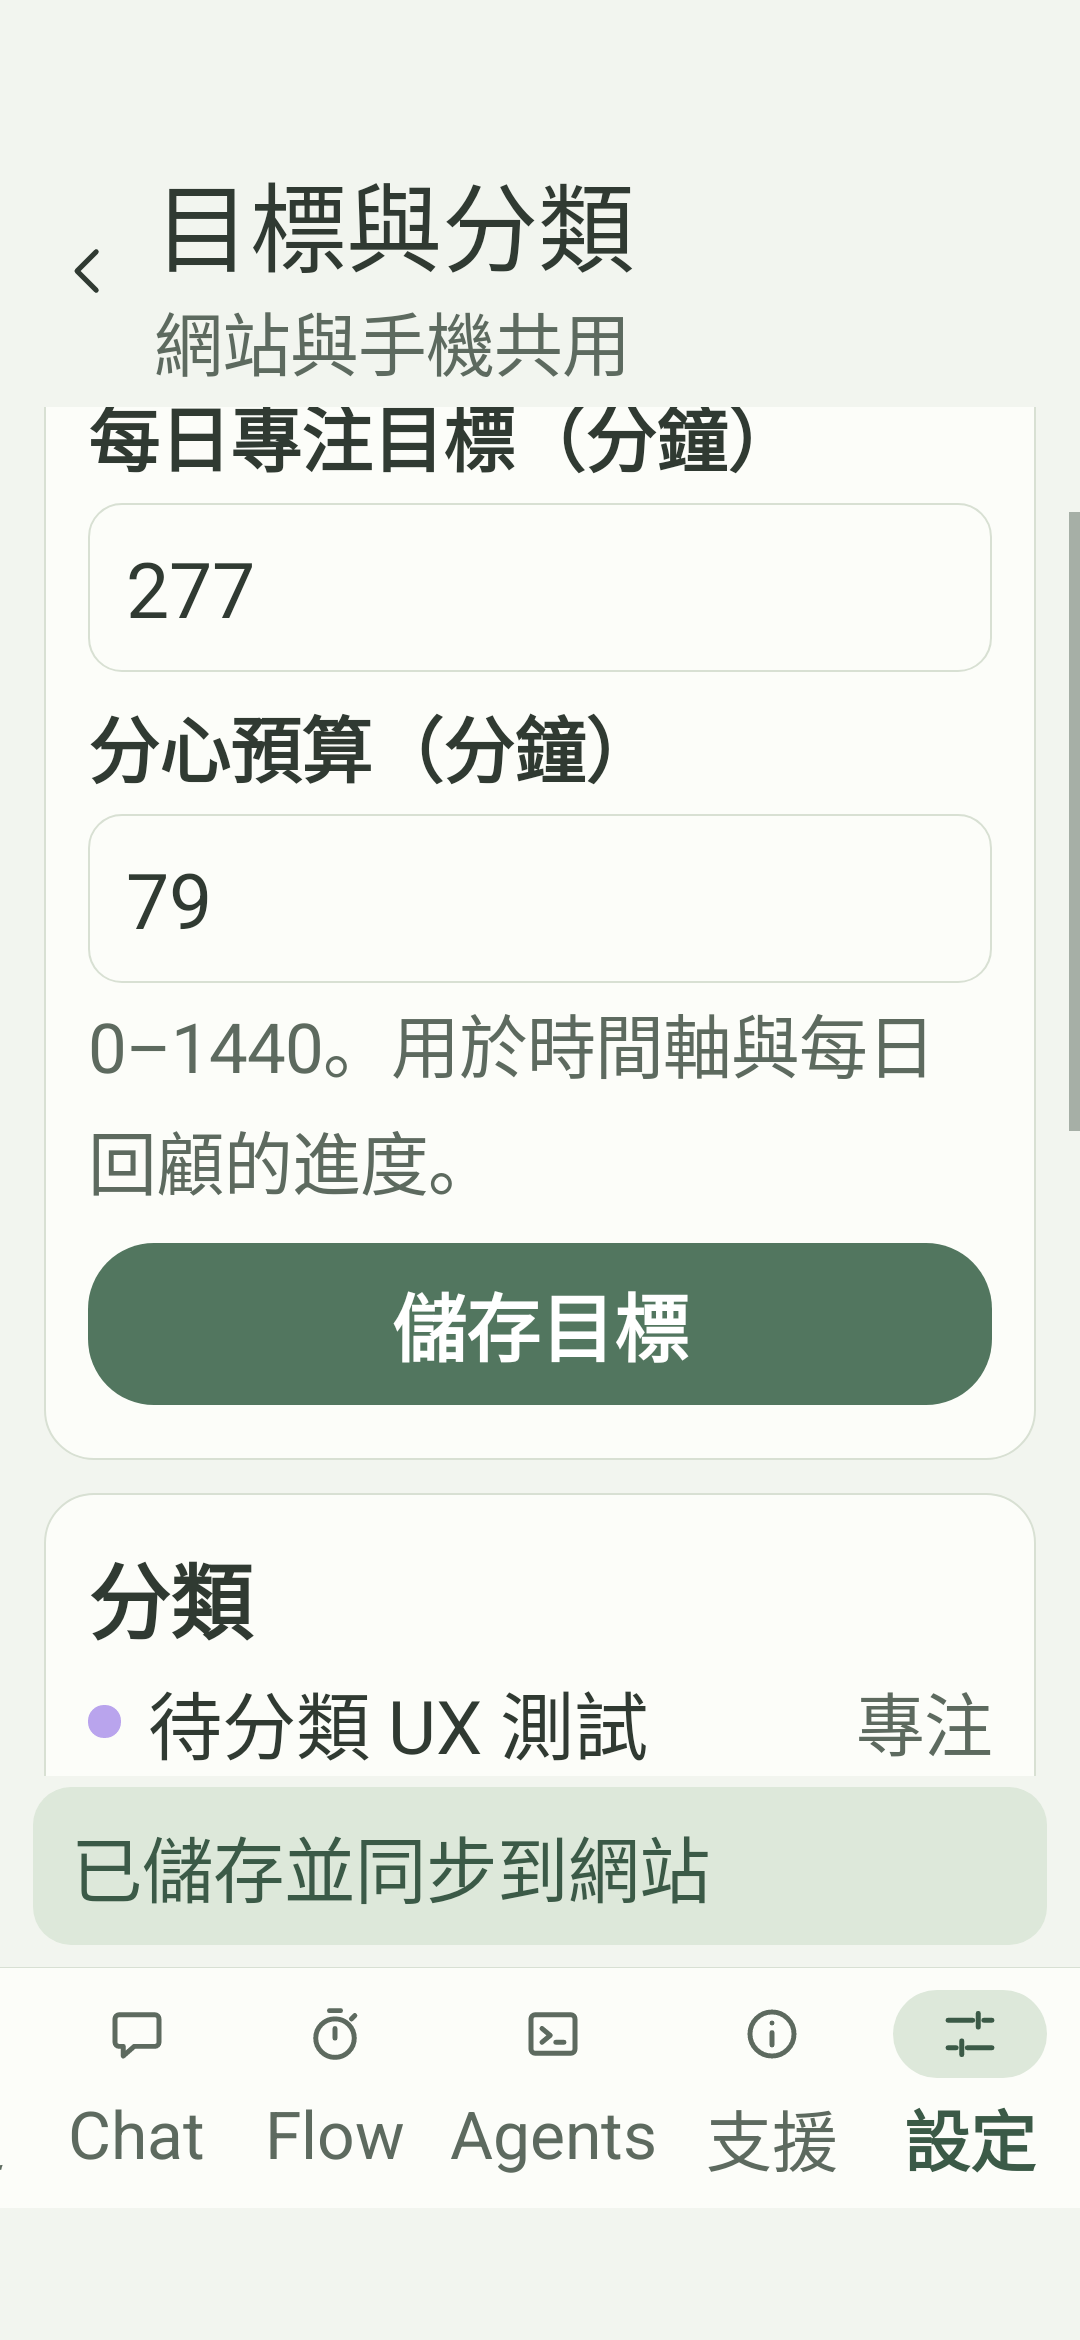 目標與分類
網站與手機共用
每日專注目標（分鐘）
277
分心預算（分鐘）
79
0–1440。用於時間軸與每日
回顧的進度。
儲存目標
分類
待分類 UX 測試
專注
已儲存並同步到網站
Chat
Flow
Agents
支援
設定